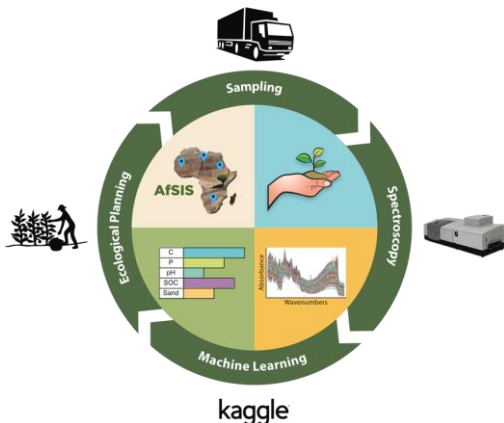 Sampling
Spectroscopy
Machine Learning
Ecological Planning
AfSIS
C
P
pH
SOC
Sand
Absorbance
Wavenumbers
kaggle